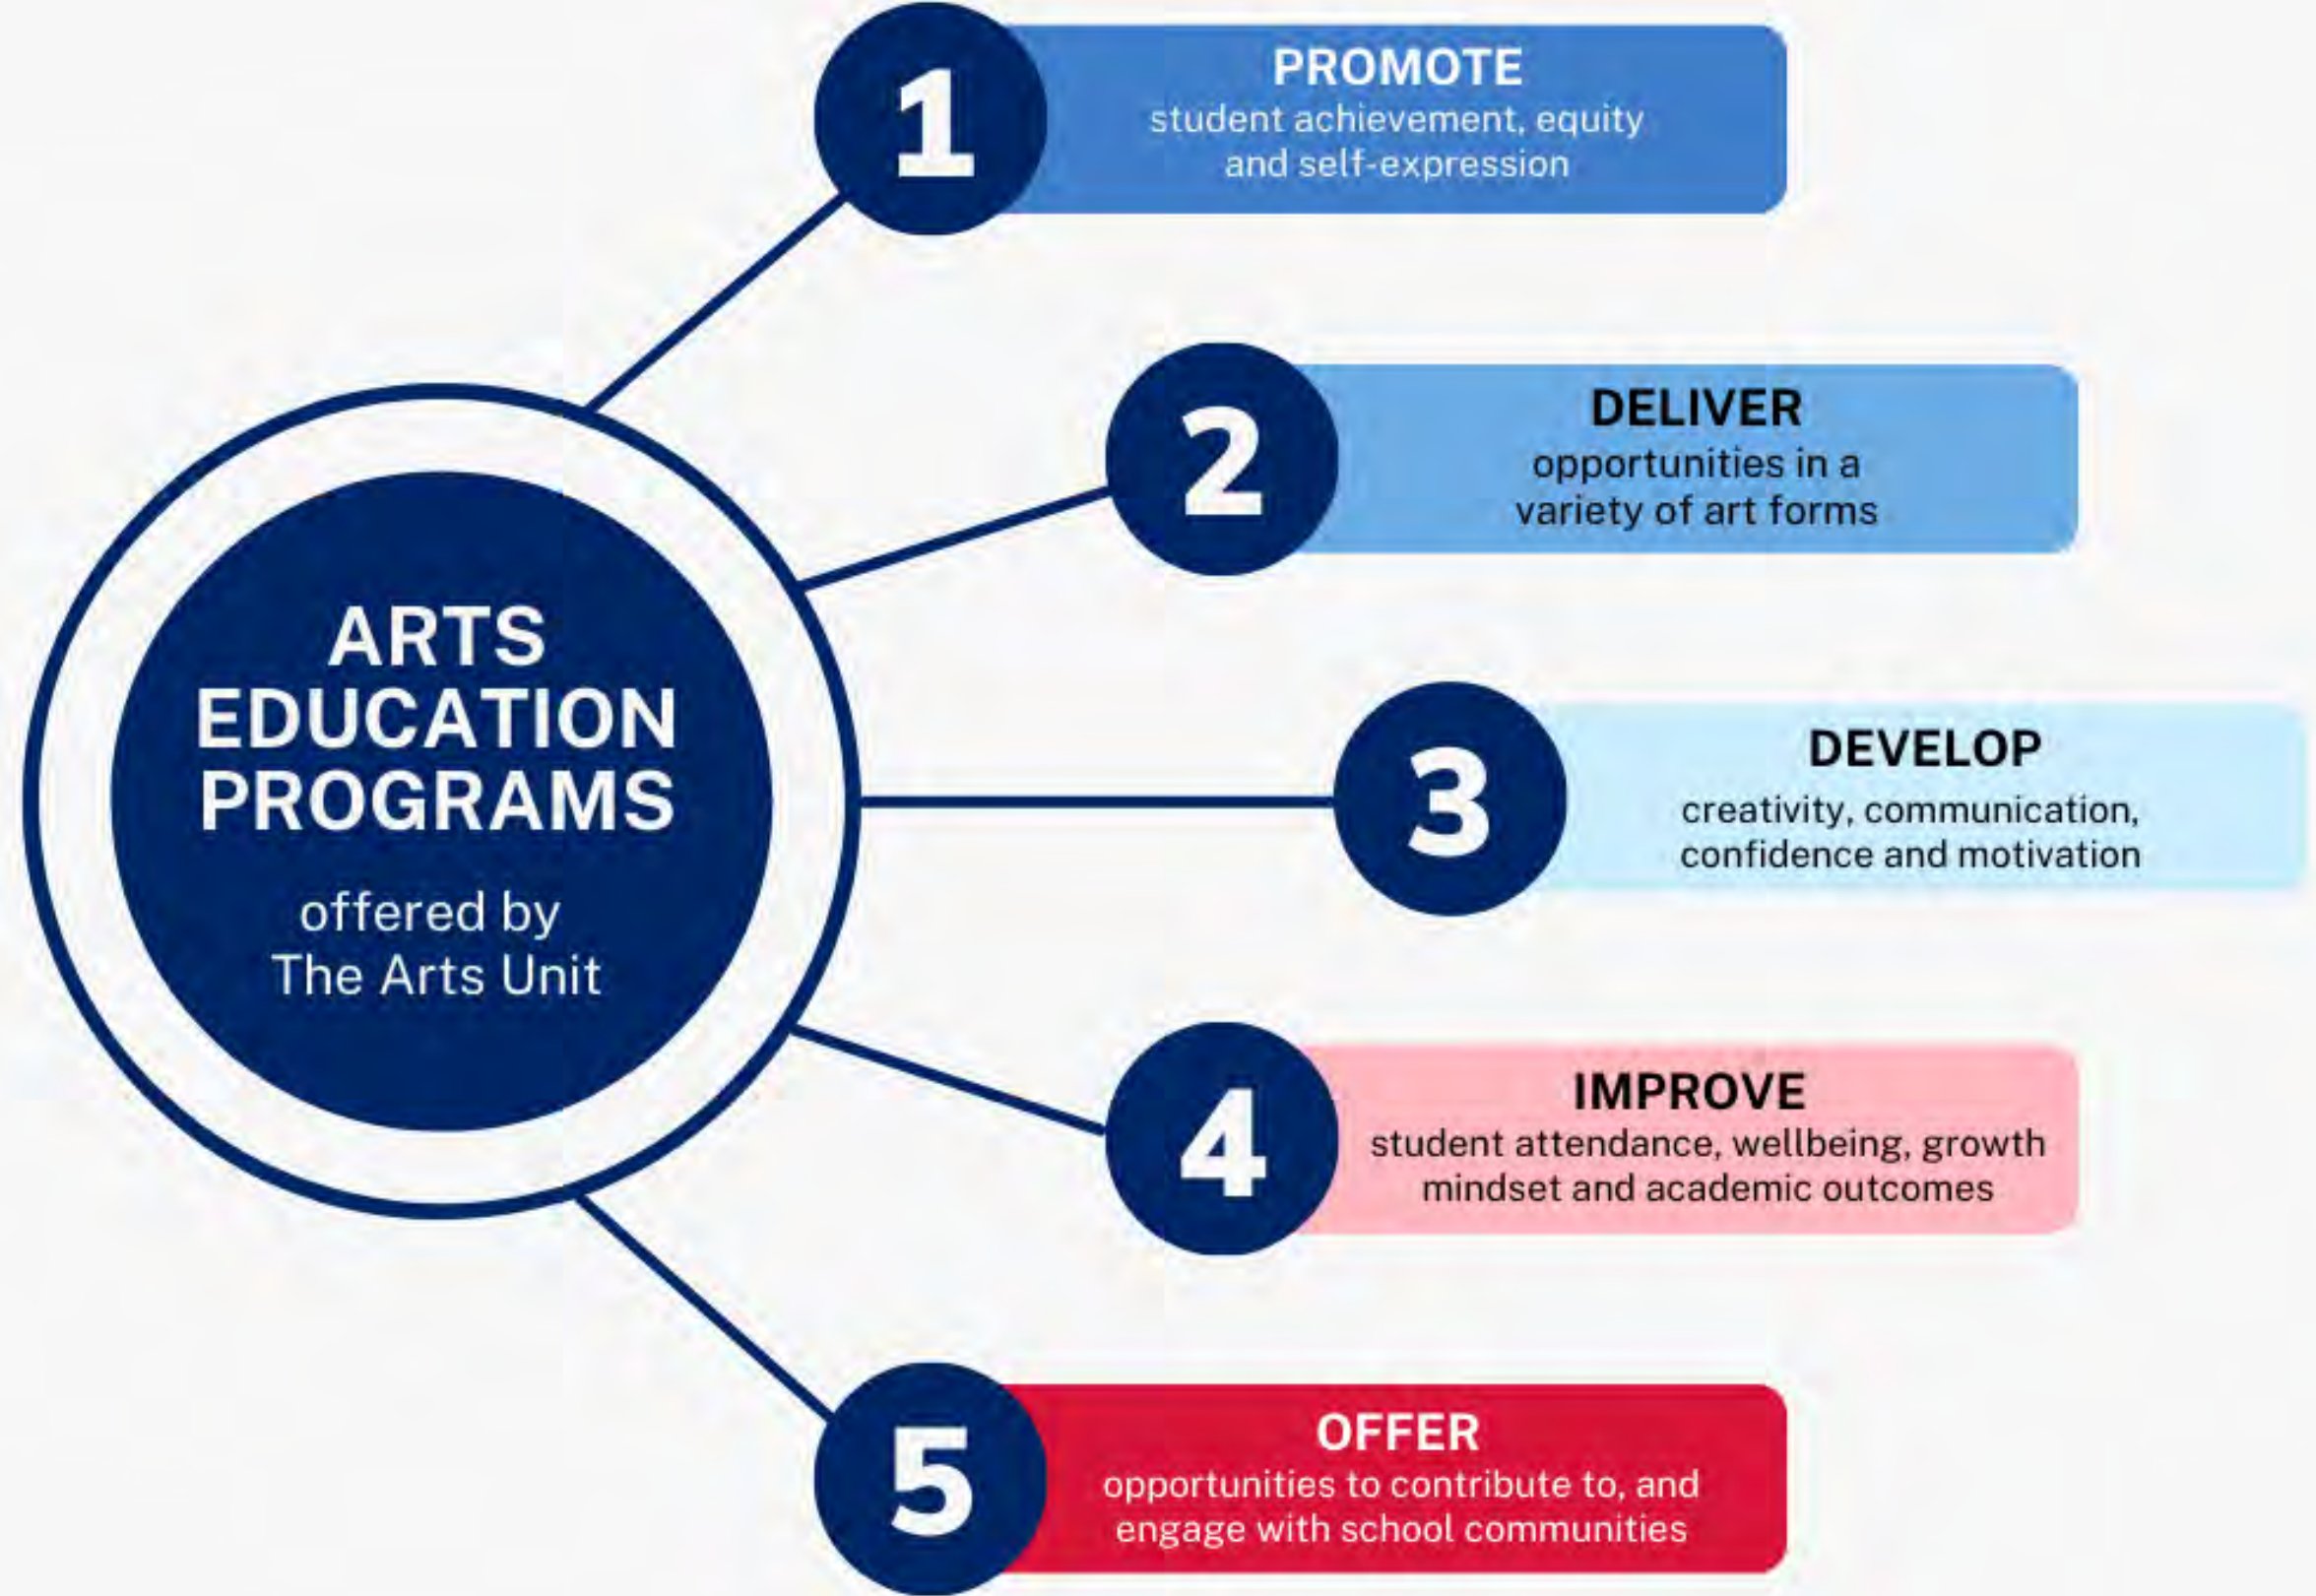 ARTS
EDUCATION
PROGRAMS
offered by
The Arts Unit
1
PROMOTE
student achievement, equity
and self-expression
2
DELIVER
opportunities in a
variety of art forms
3
DEVELOP
creativity, communication,
confidence and motivation
4
IMPROVE
student attendance, wellbeing, growth
mindset and academic outcomes
5
OFFER
opportunities to contribute to, and
engage with school communities